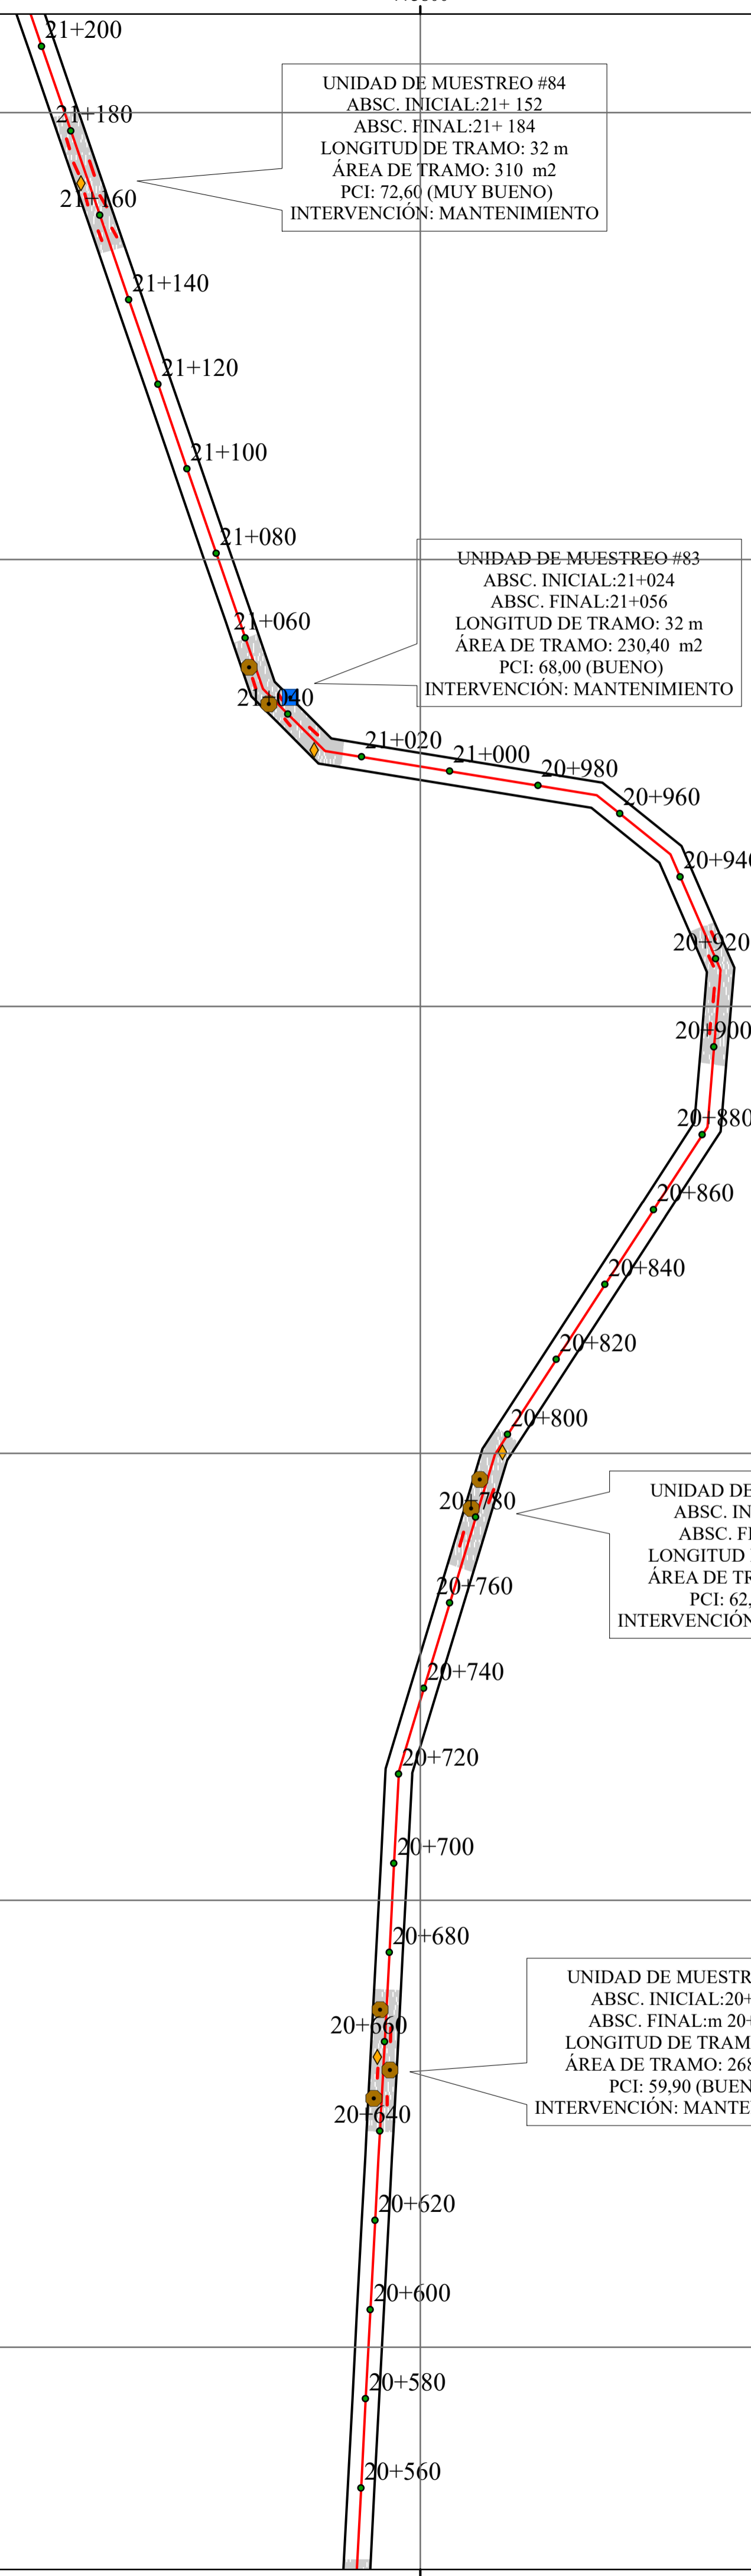 21+200
UNIDAD DE MUESTREO #84
ABSC. INICIAL:21+ 152
ABSC. FINAL:21+ 184
LONGITUD DE TRAMO: 32 m
ÁREA DE TRAMO: 310 m2
PCI: 72,60 (MUY BUENO)
INTERVENCIÓN: MANTENIMIENTO
21+180
21+160
21+140
21+120
21+100
21+080
UNIDAD DE MUESTREO #83
ABSC. INICIAL:21+024
ABSC. FINAL:21+056
LONGITUD DE TRAMO: 32 m
ÁREA DE TRAMO: 230,40 m2
PCI: 68,00 (BUENO)
INTERVENCIÓN: MANTENIMIENTO
21+060
21+040
21+020
21+000
20+980
20+960
20+940
20+920
20+900
20+880
20+860
20+840
20+820
20+800
20+780
UNIDAD DE
ABSC. IN
ABSC. FI
LONGITUD
ÁREA DE TR
PCI: 62,
INTERVENCIÓN
20+760
20+740
20+720
20+700
20+680
UNIDAD DE MUESTR
ABSC. INICIAL:20+
ABSC. FINAL:m 20+
LONGITUD DE TRAM
ÁREA DE TRAMO: 268
PCI: 59,90 (BUEN
INTERVENCIÓN: MANTE
20+660
20+640
20+620
20+600
20+580
20+560